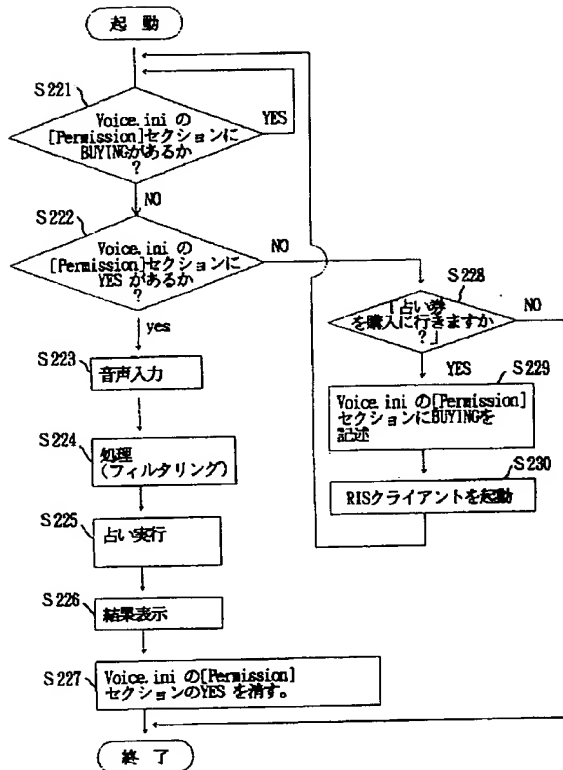 起 動
S221
Voice.ini の
[Permission]セクションに
BUYINGがあるか
?
YES
NO
S222
Voice.ini の
[Permission]セクションに
YES があるか
?
NO
yes
S228
「占い券
を購入に行きますか
?」
NO
YES
S223
音声入力
S229
Voice.ini の[Permission]
セクションにBUYINGを
記述
S224
処理
(フィルタリング)
S230
RISクライアントを起動
S225
占い実行
S226
結果表示
S227
Voice.ini の[Permission]
セクションのYES を消す。
終 了